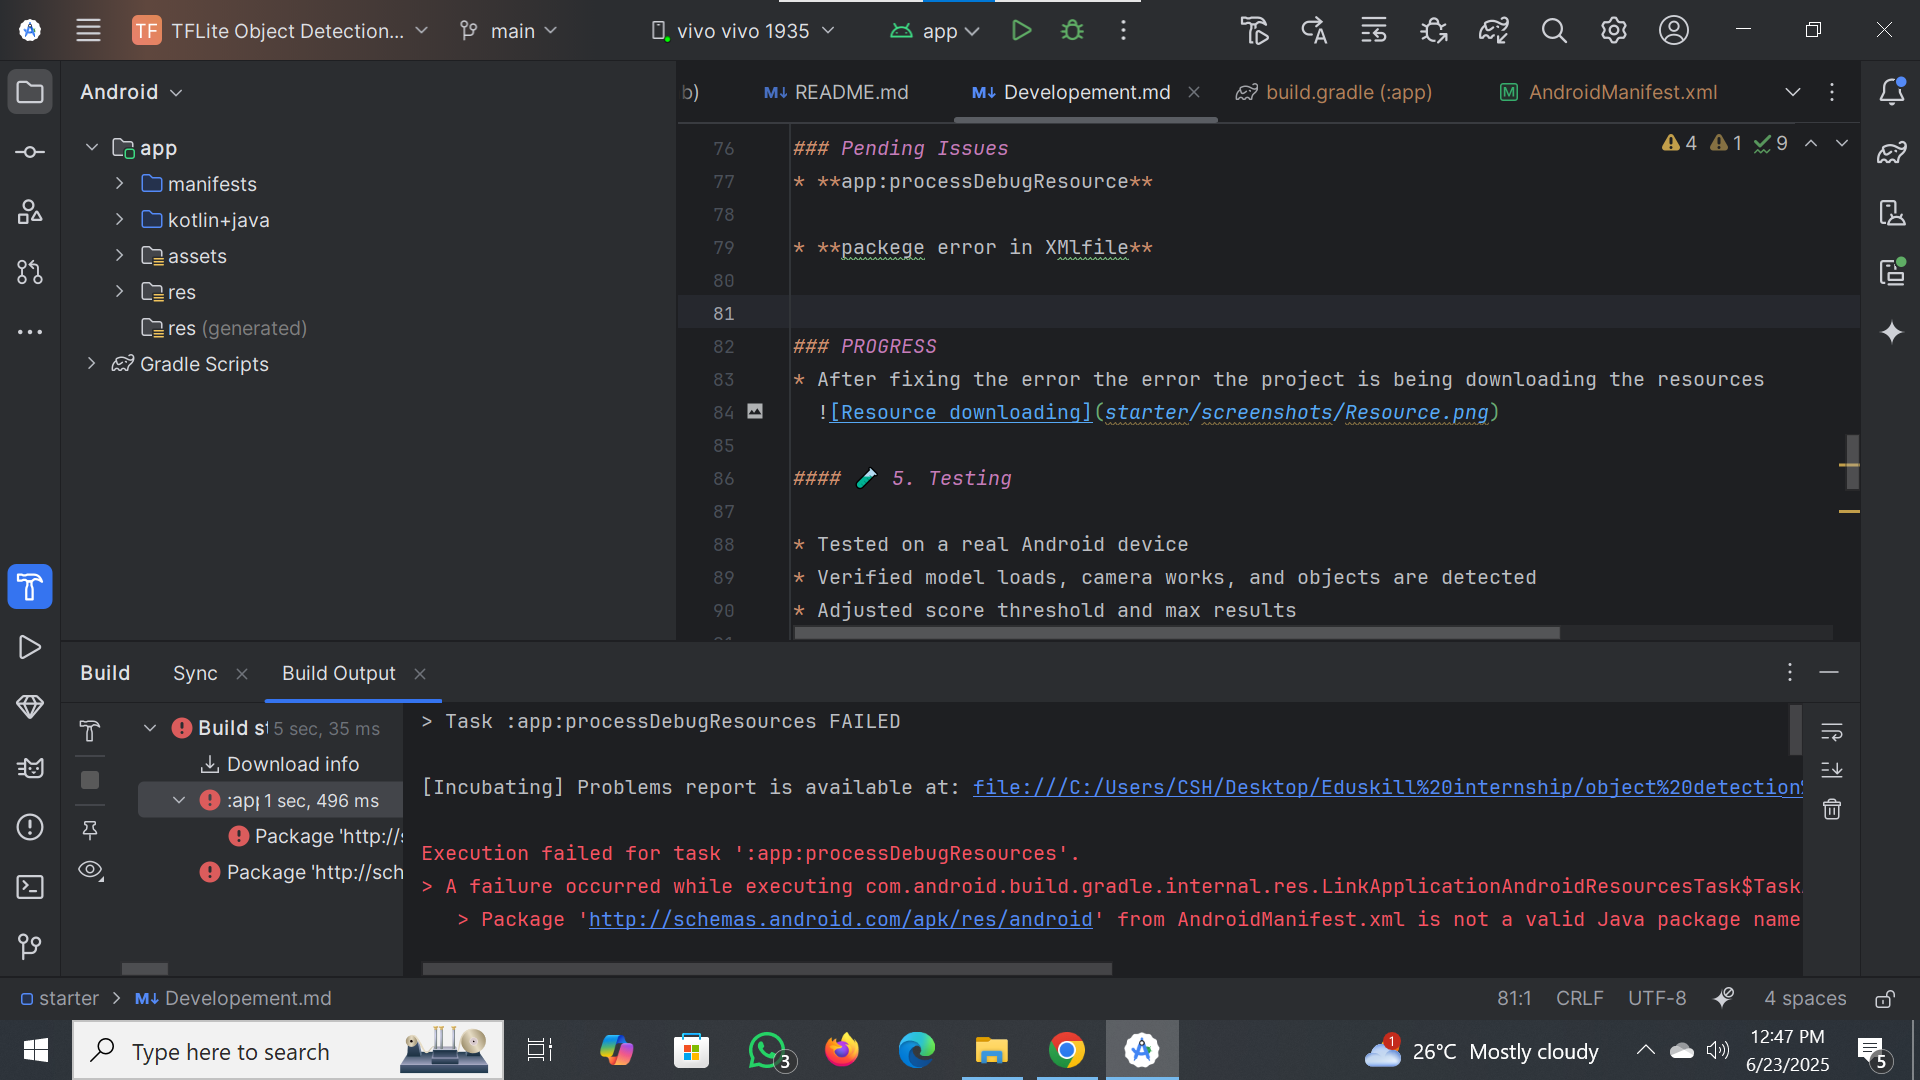 TF TFLite Object Detection... main vivo vivo 1935 app
Android
b) README.md Developement.md build.gradle (:app) AndroidManifest.xml
app
manifests
kotlin+java
assets
res
res (generated)
Gradle Scripts
4 1 9
76 ### Pending Issues
77 * **app:processDebugResource**
78
79 * **packege error in XMlfile**
80
81
82 ### PROGRESS
83 * After fixing the error the error the project is being downloading the resources
84 ![Resource downloading](starter/screenshots/Resource.png)
85
86 #### 🧪 5. Testing
87
88 * Tested on a real Android device
89 * Verified model loads, camera works, and objects are detected
90 * Adjusted score threshold and max results
Build Sync Build Output
Build st 5 sec, 35 ms
Download info
:app 1 sec, 496 ms
Package 'http://s
Package 'http://sch
> Task :app:processDebugResources FAILED
[Incubating] Problems report is available at: file:///C:/Users/CSH/Desktop/Eduskill%20internship/object%20detection%
Execution failed for task ':app:processDebugResources'.
> A failure occurred while executing com.android.build.gradle.internal.res.LinkApplicationAndroidResourcesTask$TaskA
> Package 'http://schemas.android.com/apk/res/android' from AndroidManifest.xml is not a valid Java package name
starter > Developement.md
81:1 CRLF UTF-8 4 spaces
Type here to search
3
1
26°C Mostly cloudy
12:47 PM
6/23/2025
5